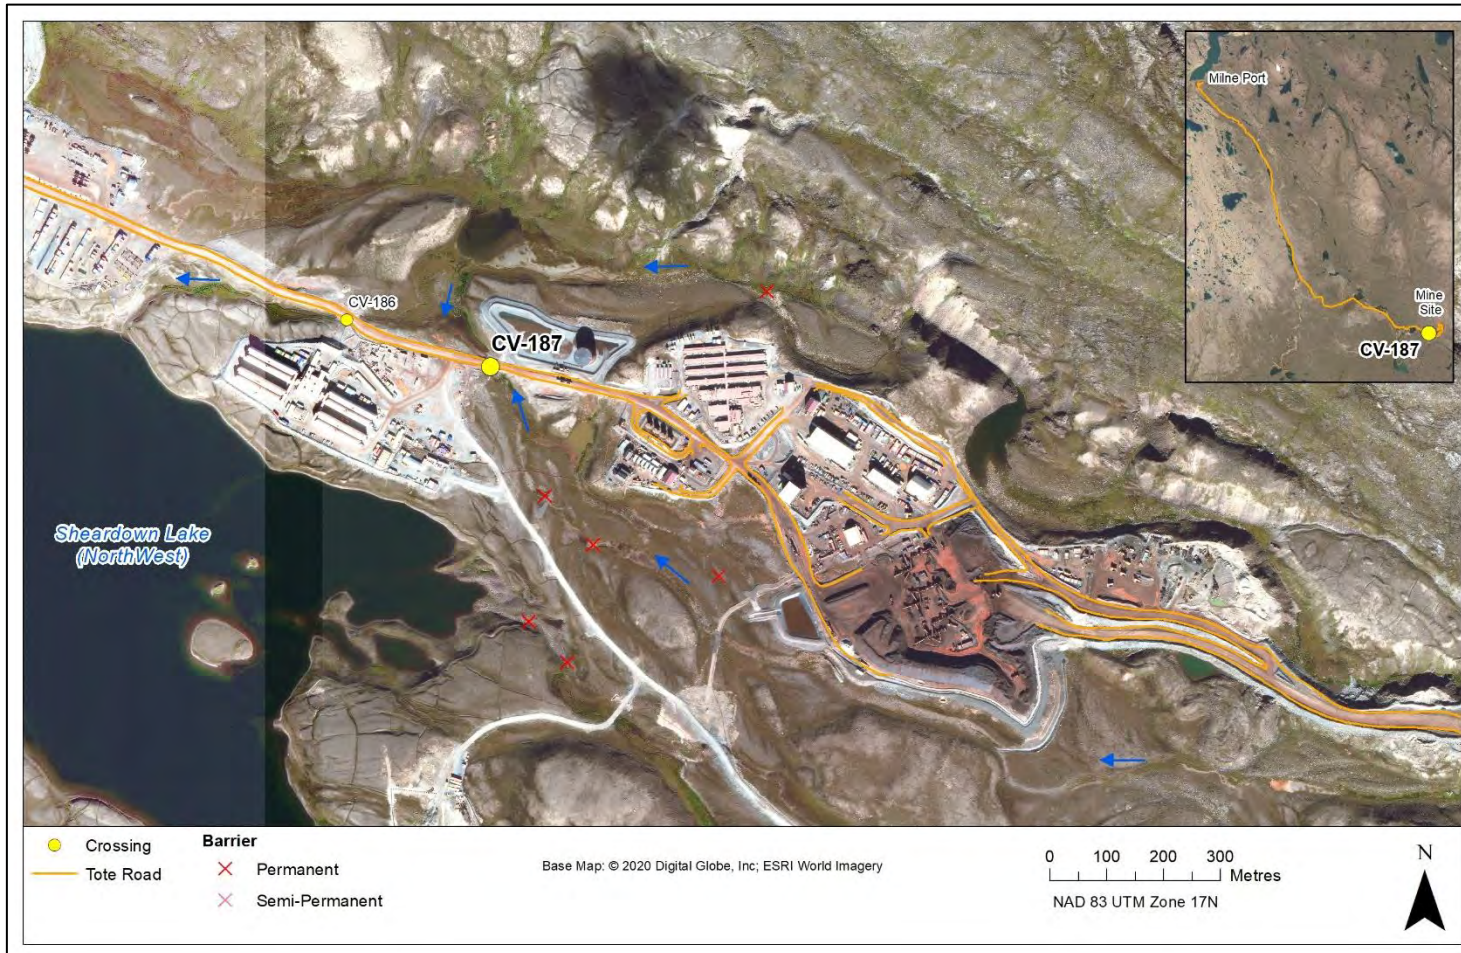 Milne Port
Mine
Site
CV-187
CV-186
CV-187
Sheardown Lake
(NorthWest)
Crossing
Tote Road
Barrier
Permanent
Semi-Permanent
Base Map: © 2020 Digital Globe, Inc; ESRI World Imagery
0 100 200 300
Metres
NAD 83 UTM Zone 17N
N